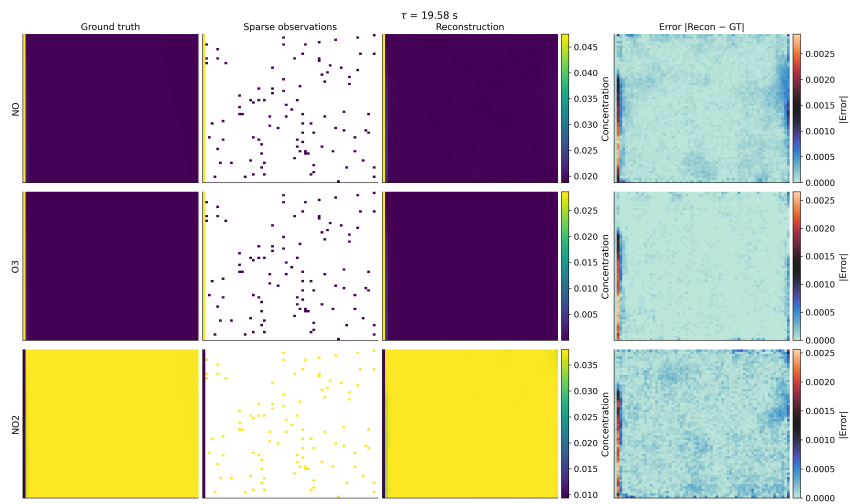 τ = 19.58 s
Ground truth
Sparse observations
Reconstruction
Error |Recon − GT|
NO
0.045
0.040
0.035
0.030
0.025
0.020
Concentration
0.0025
0.0020
0.0015
0.0010
0.0005
0.0000
|Error|
O3
0.025
0.020
0.015
0.010
0.005
Concentration
0.0025
0.0020
0.0015
0.0010
0.0005
0.0000
|Error|
NO2
0.035
0.030
0.025
0.020
0.015
0.010
Concentration
0.0025
0.0020
0.0015
0.0010
0.0005
0.0000
|Error|